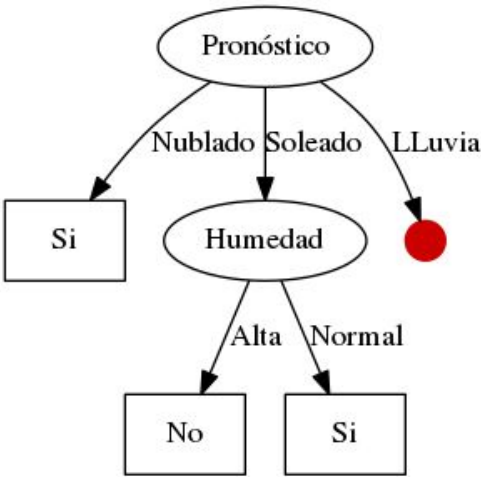 Pronóstico
Nublado
Soleado
LLuvia
Si
Humedad
Alta
Normal
No
Si